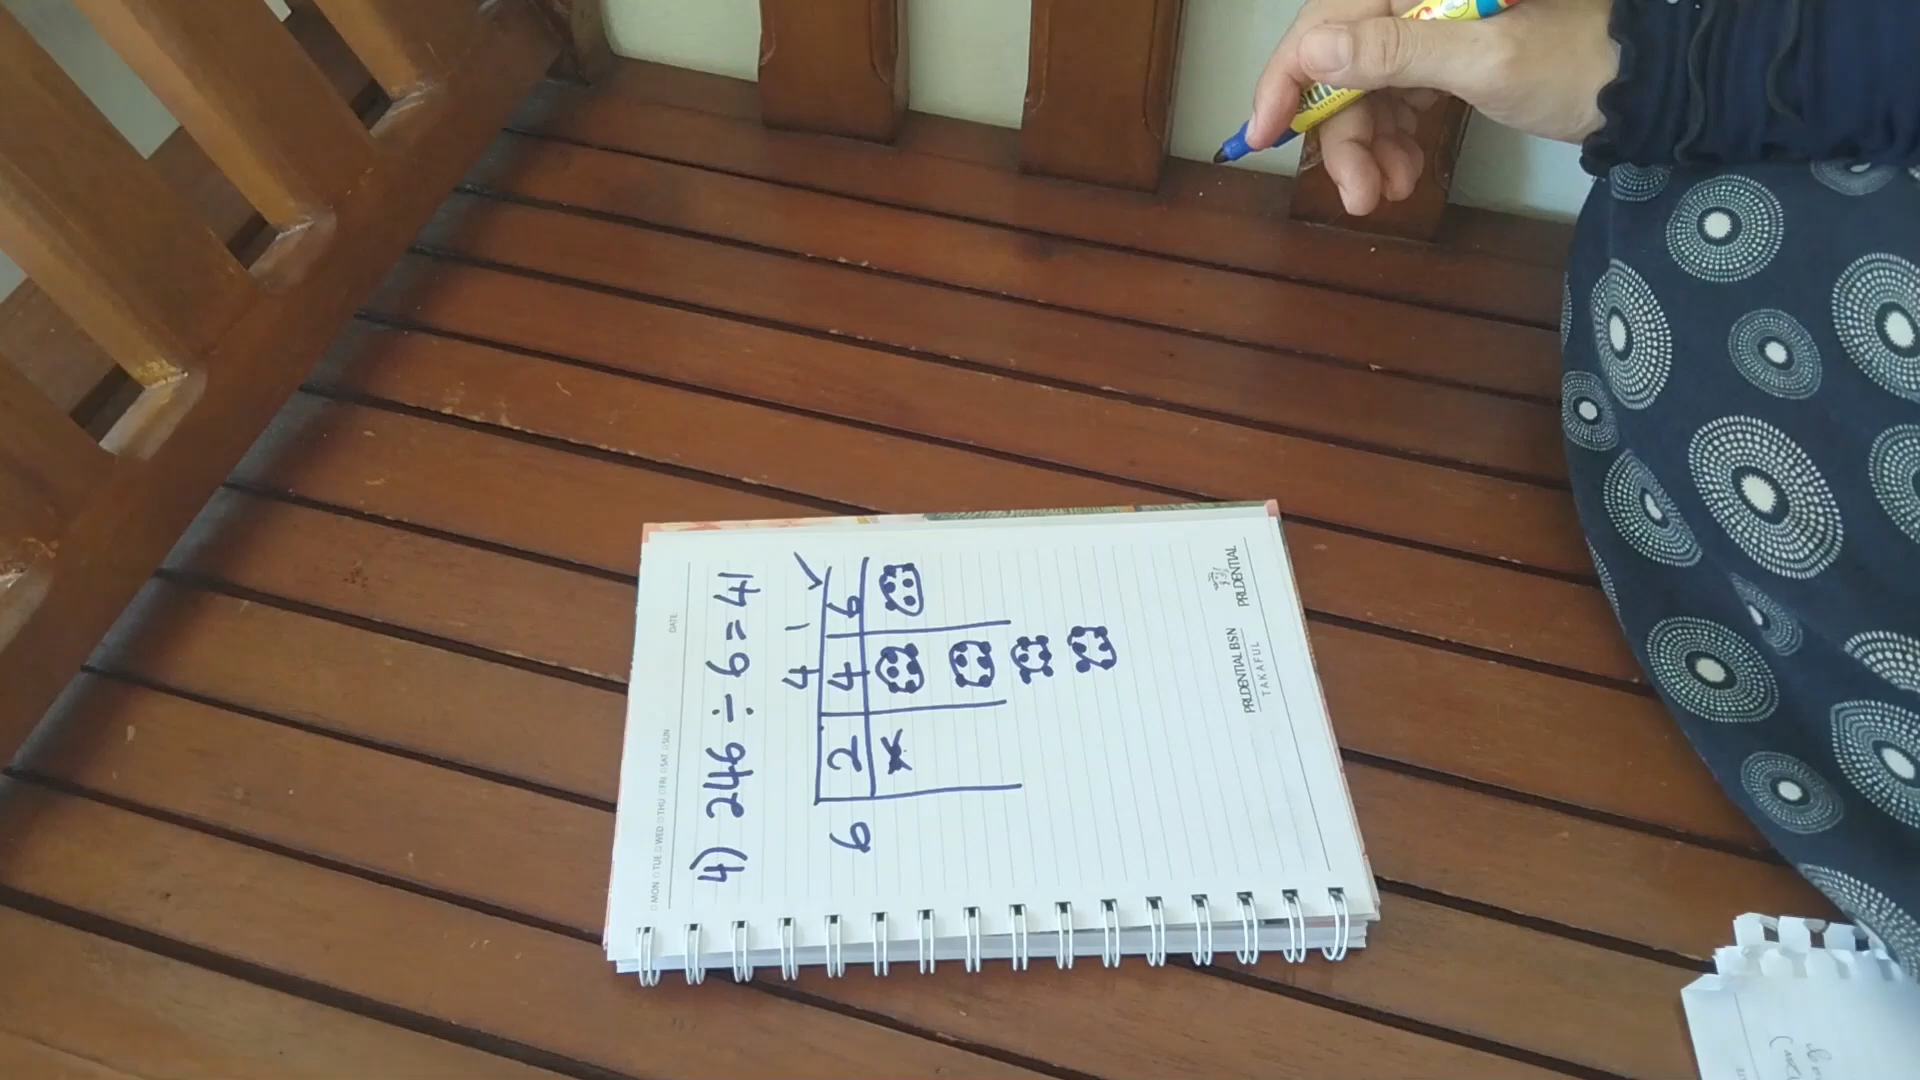 DATE
□MON □TUE □WED □THU □FRI □SAT □SUN
4) 246 ÷ 6 = 41
4 1
6 2 4 6
PRUDENTIAL BSN
TAKAFUL
PRUDENTIAL